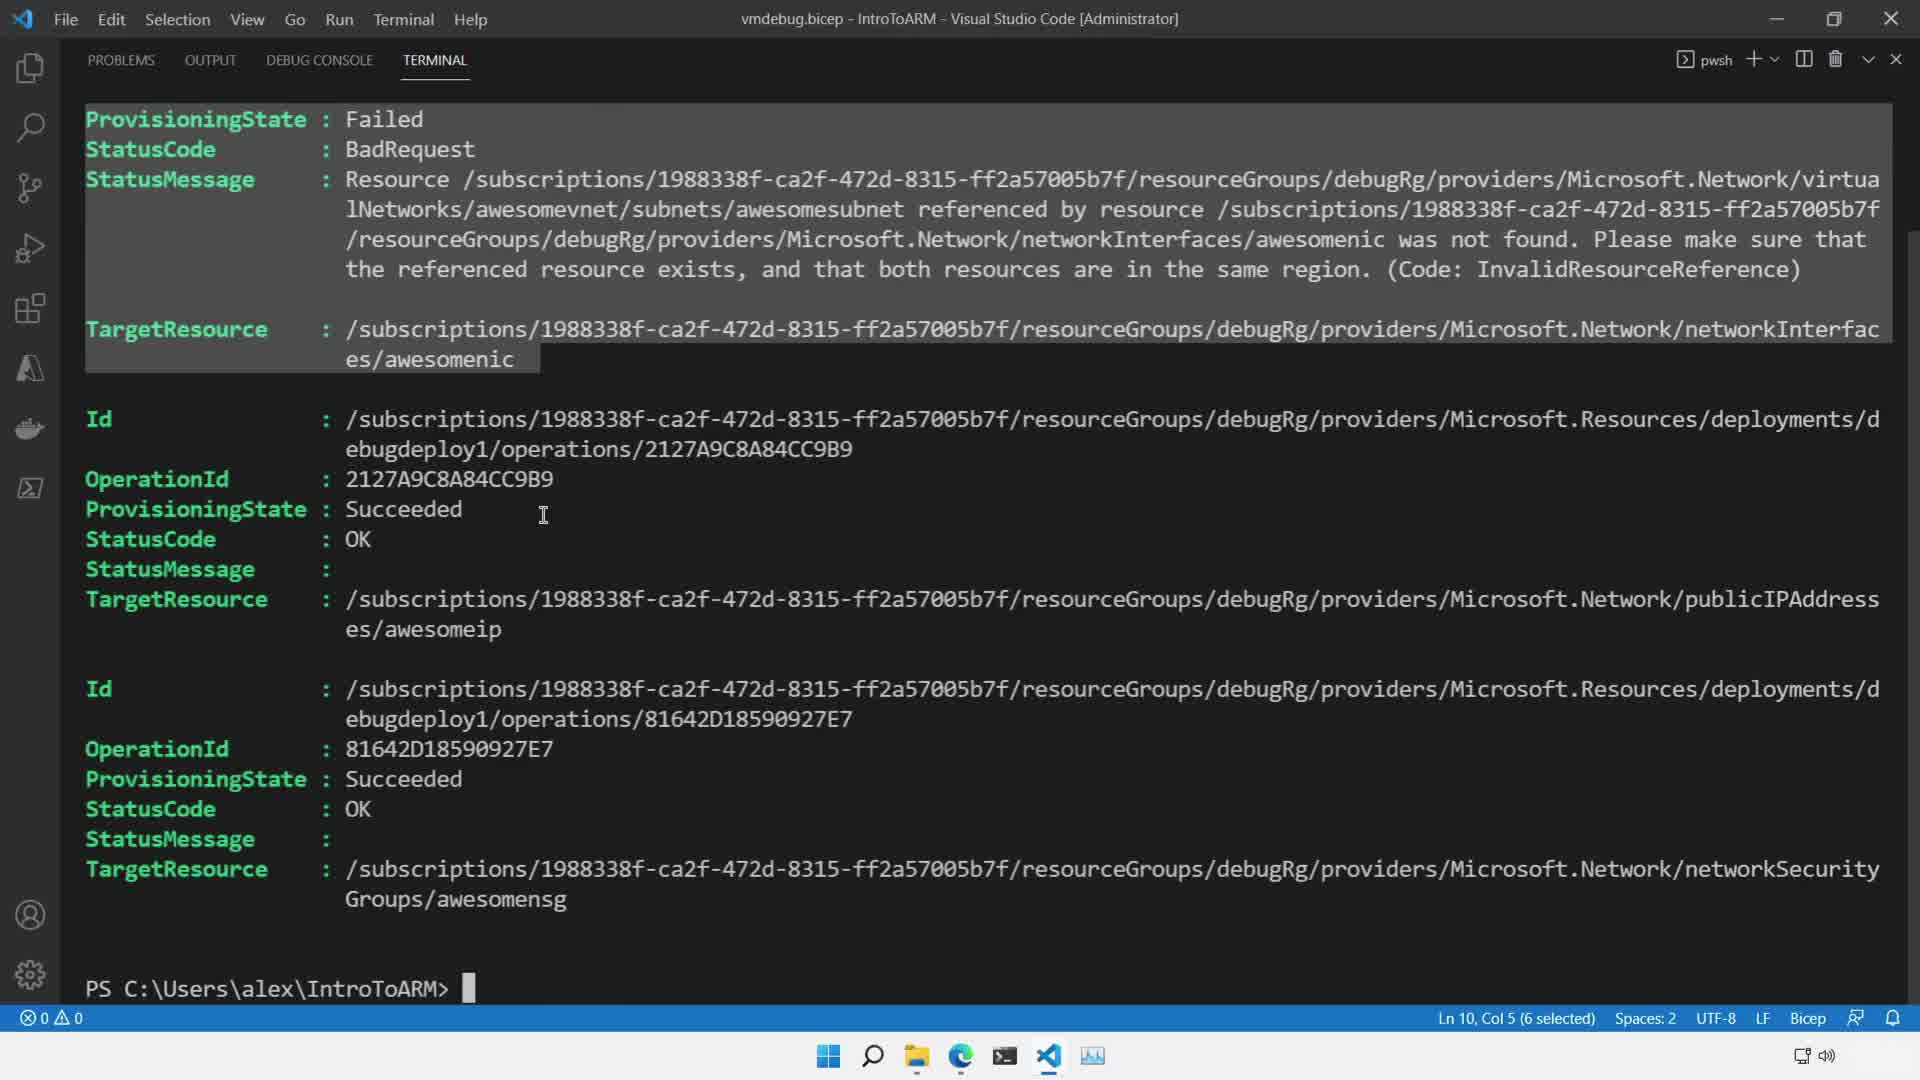 File Edit Selection View Go Run Terminal Help
vmdebug.bicep - IntroToARM - Visual Studio Code [Administrator]
PROBLEMS OUTPUT DEBUG CONSOLE TERMINAL
pwsh
ProvisioningState : Failed
StatusCode : BadRequest
StatusMessage : Resource /subscriptions/1988338f-ca2f-472d-8315-ff2a57005b7f/resourceGroups/debugRg/providers/Microsoft.Network/virtua
lNetworks/awesomevnet/subnets/awesomesubnet referenced by resource /subscriptions/1988338f-ca2f-472d-8315-ff2a57005b7f
/resourceGroups/debugRg/providers/Microsoft.Network/networkInterfaces/awesomenic was not found. Please make sure that
the referenced resource exists, and that both resources are in the same region. (Code: InvalidResourceReference)
TargetResource : /subscriptions/1988338f-ca2f-472d-8315-ff2a57005b7f/resourceGroups/debugRg/providers/Microsoft.Network/networkInterfac
es/awesomenic
Id : /subscriptions/1988338f-ca2f-472d-8315-ff2a57005b7f/resourceGroups/debugRg/providers/Microsoft.Resources/deployments/d
ebugdeploy1/operations/2127A9C8A84CC9B9
OperationId : 2127A9C8A84CC9B9
ProvisioningState : Succeeded
StatusCode : OK
StatusMessage :
TargetResource : /subscriptions/1988338f-ca2f-472d-8315-ff2a57005b7f/resourceGroups/debugRg/providers/Microsoft.Network/publicIPAddress
es/awesomeip
Id : /subscriptions/1988338f-ca2f-472d-8315-ff2a57005b7f/resourceGroups/debugRg/providers/Microsoft.Resources/deployments/d
ebugdeploy1/operations/81642D18590927E7
OperationId : 81642D18590927E7
ProvisioningState : Succeeded
StatusCode : OK
StatusMessage :
TargetResource : /subscriptions/1988338f-ca2f-472d-8315-ff2a57005b7f/resourceGroups/debugRg/providers/Microsoft.Network/networkSecurity
Groups/awesomensg
PS C:\Users\alex\IntroToARM>
0 0 Ln 10, Col 5 (6 selected) Spaces: 2 UTF-8 LF Bicep